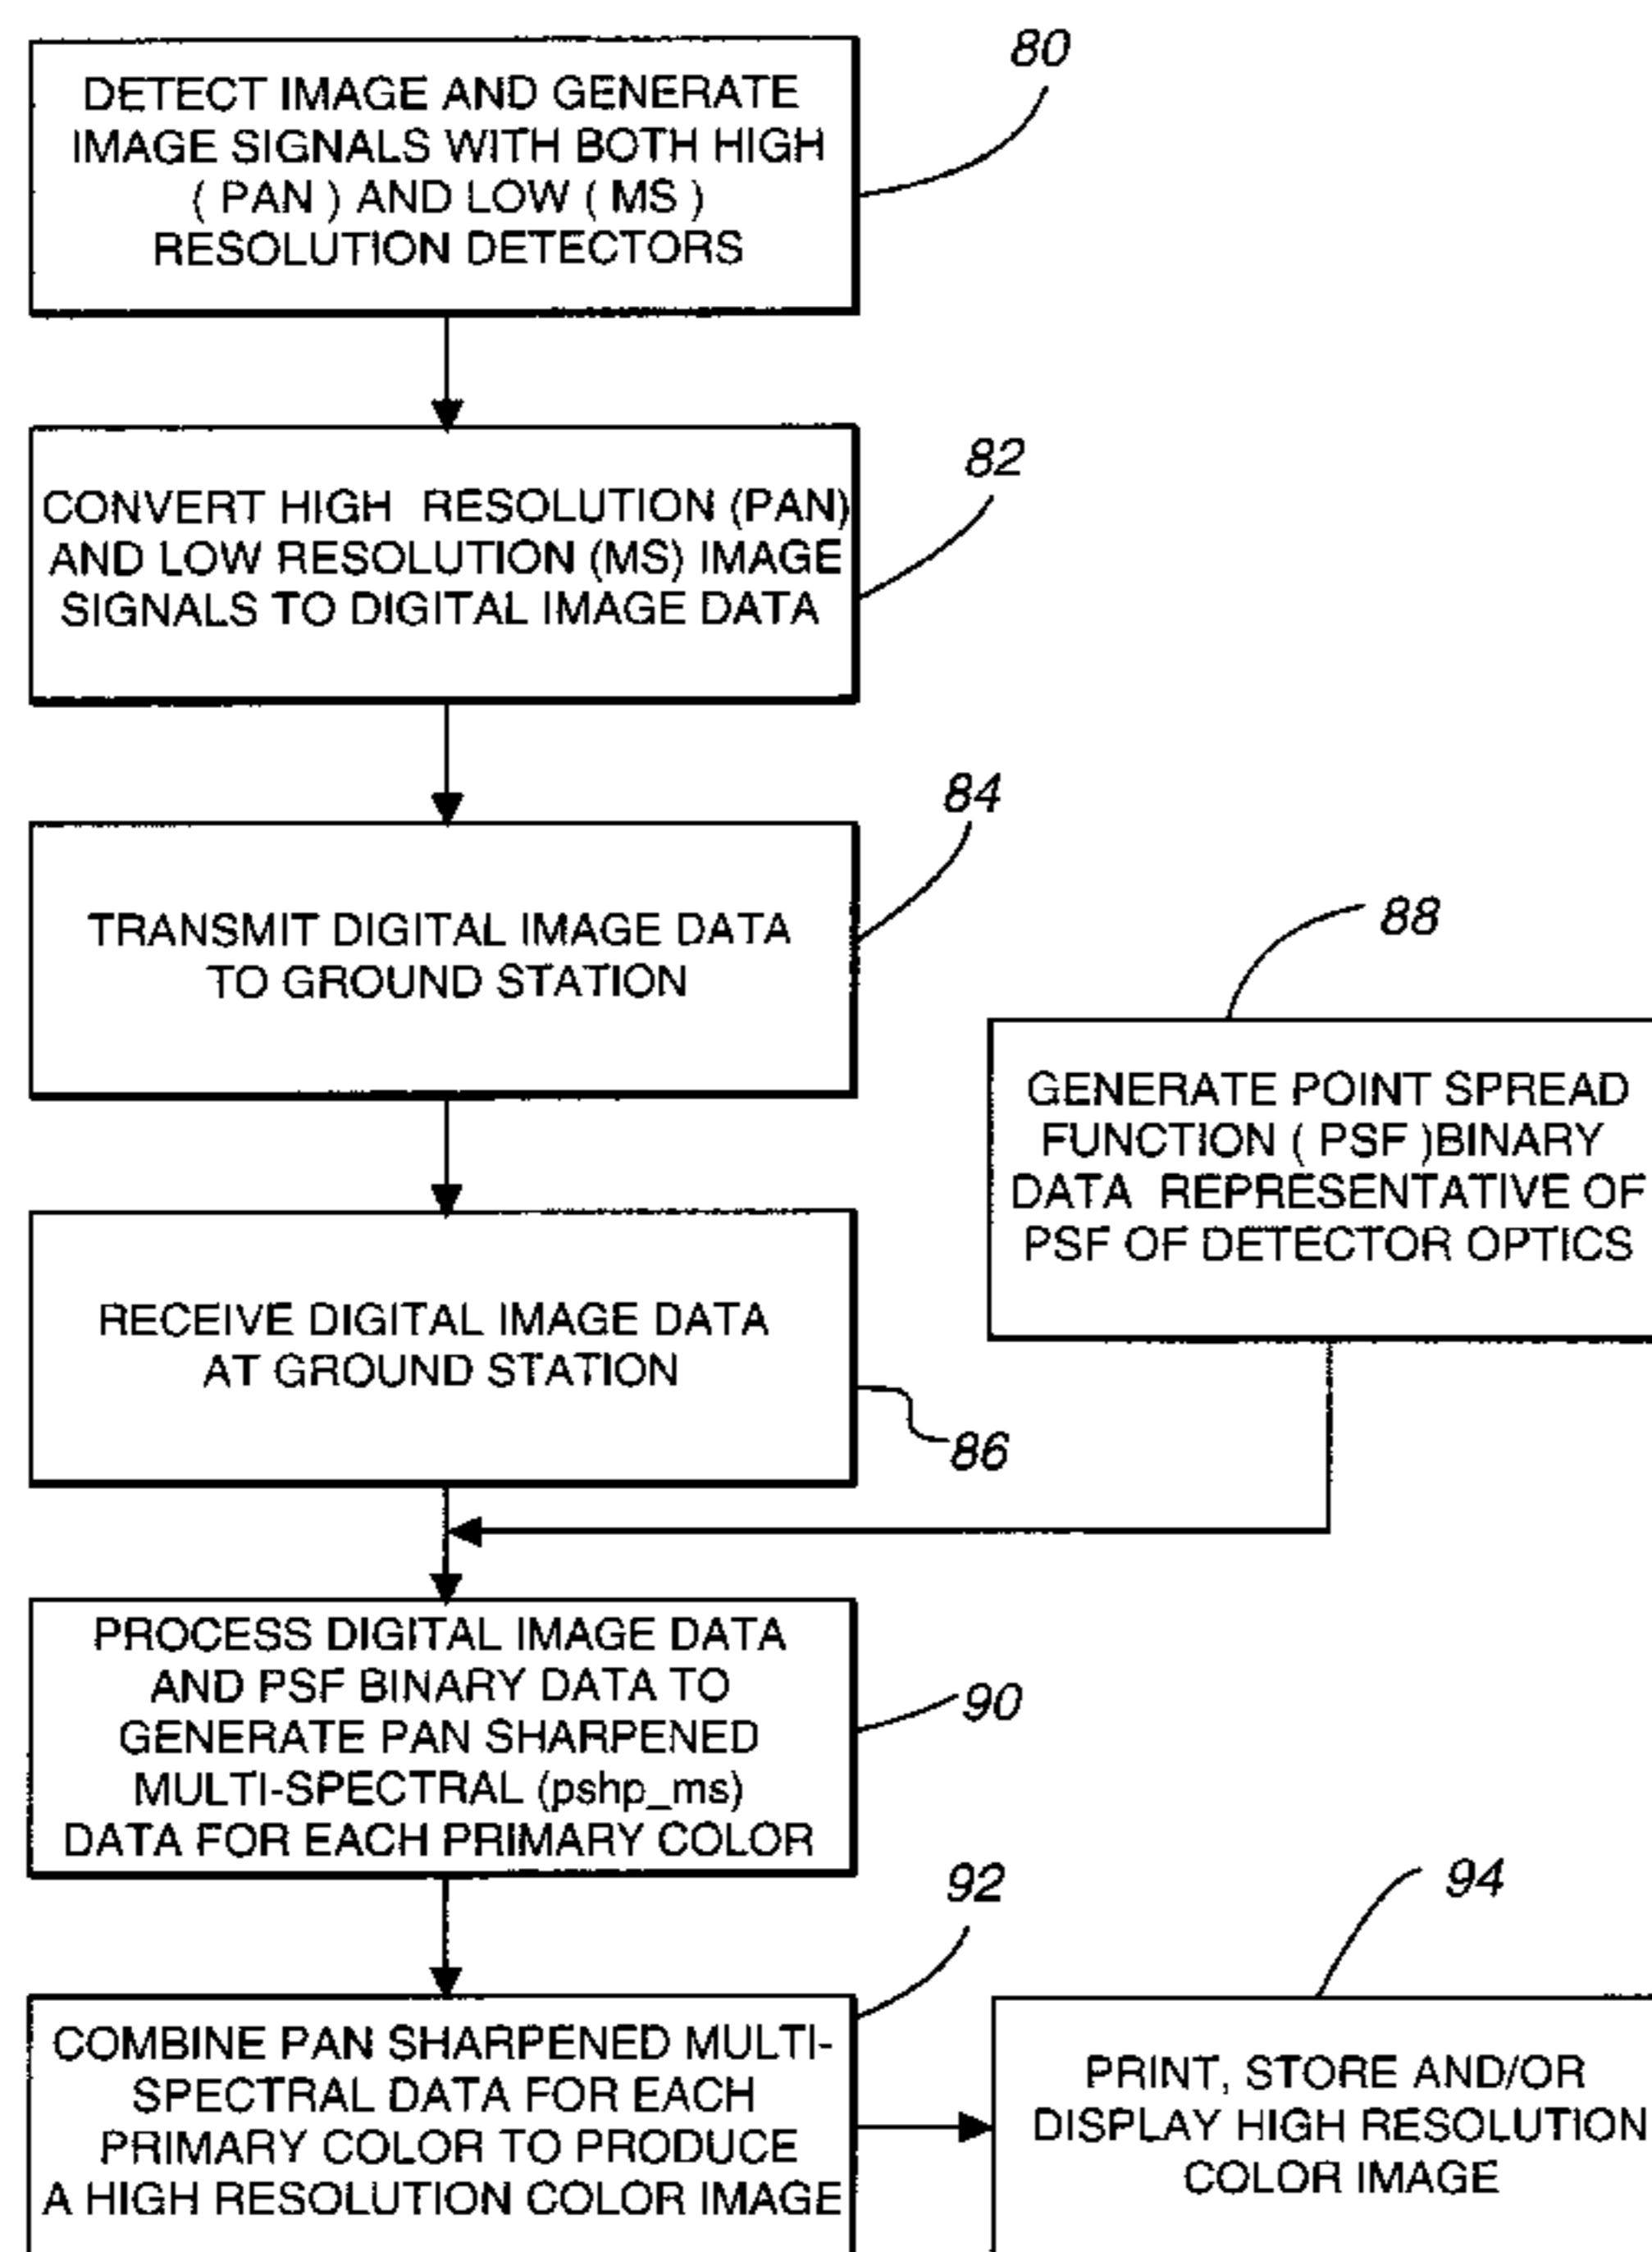 80
DETECT IMAGE AND GENERATE
IMAGE SIGNALS WITH BOTH HIGH
( PAN ) AND LOW ( MS )
RESOLUTION DETECTORS
82
CONVERT HIGH RESOLUTION (PAN)
AND LOW RESOLUTION (MS) IMAGE
SIGNALS TO DIGITAL IMAGE DATA
84
TRANSMIT DIGITAL IMAGE DATA
TO GROUND STATION
88
GENERATE POINT SPREAD
FUNCTION ( PSF )BINARY
DATA REPRESENTATIVE OF
PSF OF DETECTOR OPTICS
RECEIVE DIGITAL IMAGE DATA
AT GROUND STATION
86
PROCESS DIGITAL IMAGE DATA
AND PSF BINARY DATA TO
GENERATE PAN SHARPENED
MULTI-SPECTRAL (pshp_ms)
DATA FOR EACH PRIMARY COLOR
90
92
COMBINE PAN SHARPENED MULTI-
SPECTRAL DATA FOR EACH
PRIMARY COLOR TO PRODUCE
A HIGH RESOLUTION COLOR IMAGE
94
PRINT, STORE AND/OR
DISPLAY HIGH RESOLUTION
COLOR IMAGE